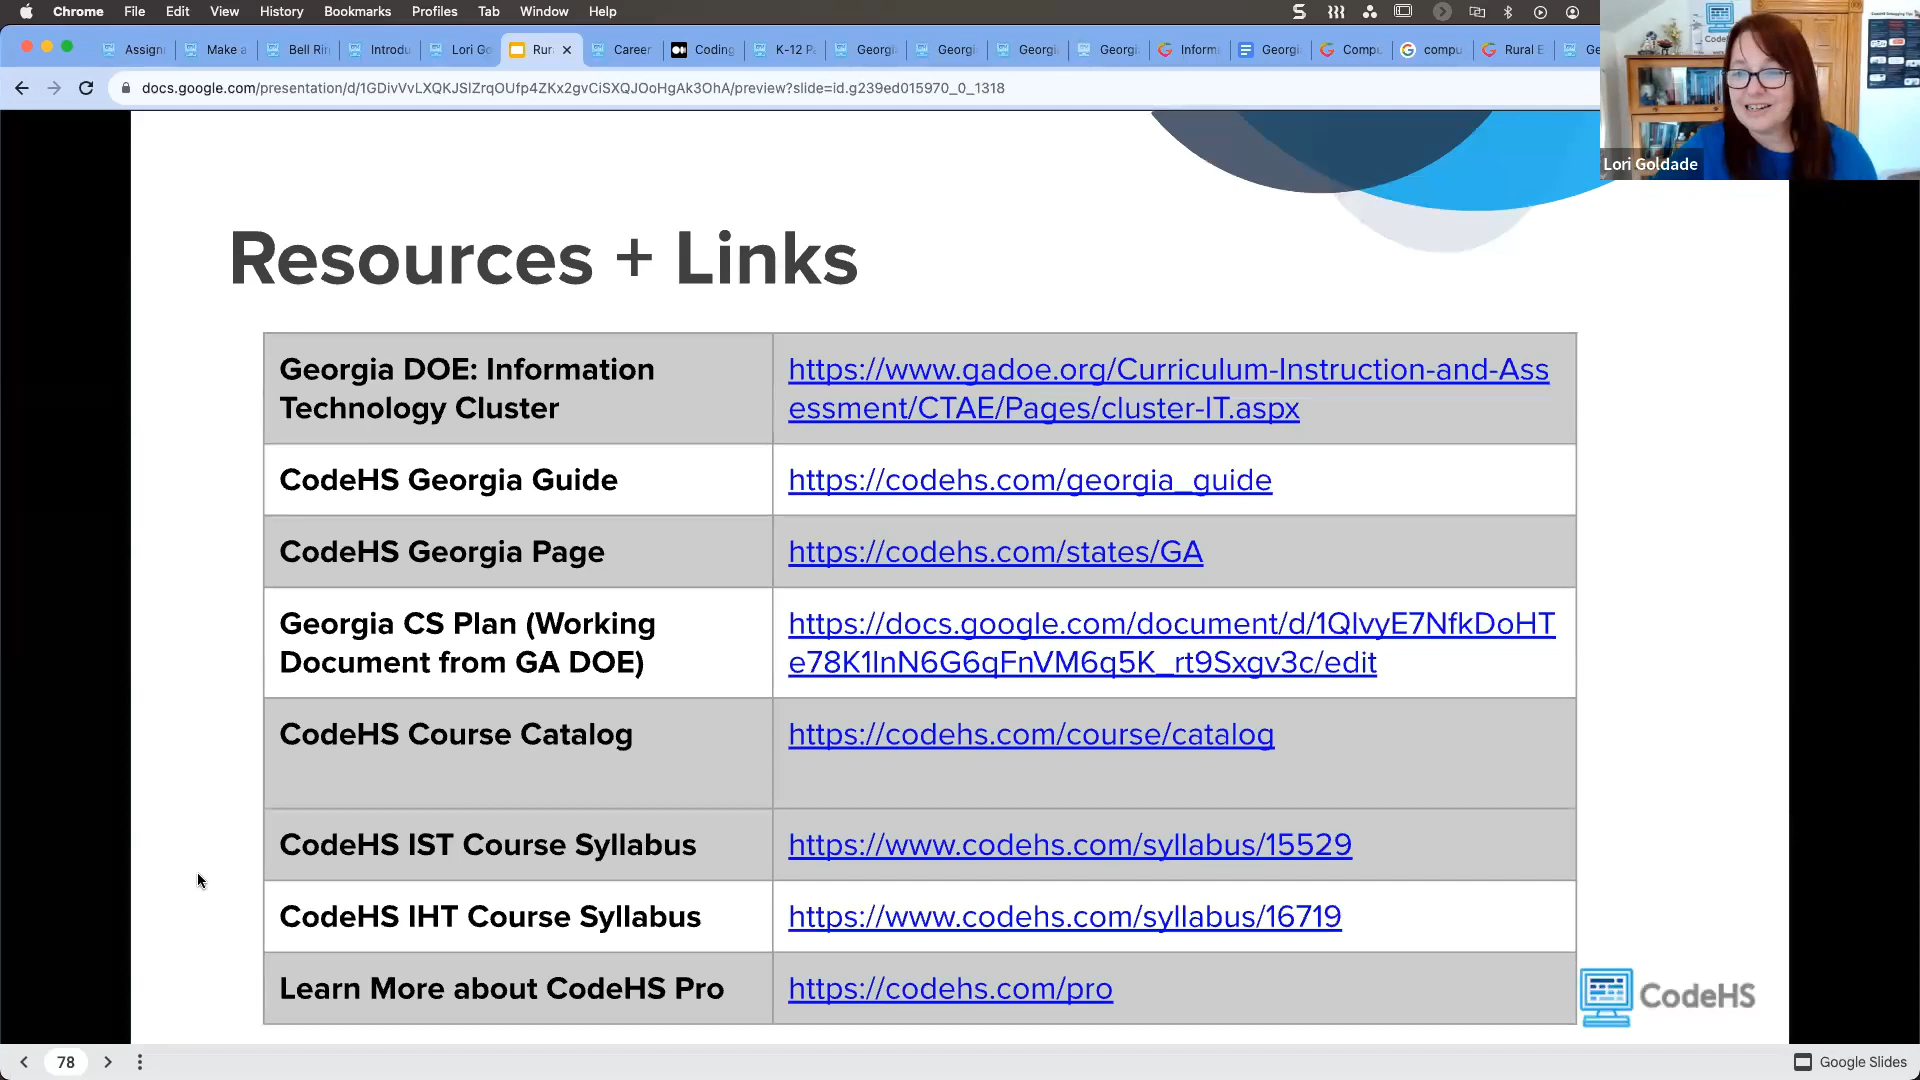 Chrome File Edit View History Bookmarks Profiles Tab Window Help
Assign Make a Bell Rin Introdu Lori Go Rur Career Coding K-12 P Georgi Georgi Georgi Georgi Inform Georgi Compu compu Rural E Ge
docs.google.com/presentation/d/1GDivVvLXQKJSlZrqOUfp4ZKx2gvCiSXQJOoHgAk3OhA/preview?slide=id.g239ed015970_0_1318
Lori Goldade
Resources + Links
Georgia DOE: Information
Technology Cluster
https://www.gadoe.org/Curriculum-Instruction-and-Ass
essment/CTAE/Pages/cluster-IT.aspx
CodeHS Georgia Guide
https://codehs.com/georgia_guide
CodeHS Georgia Page
https://codehs.com/states/GA
Georgia CS Plan (Working
Document from GA DOE)
https://docs.google.com/document/d/1QlvyE7NfkDoHT
e78K1lnN6G6qFnVM6q5K_rt9Sxgv3c/edit
CodeHS Course Catalog
https://codehs.com/course/catalog
CodeHS IST Course Syllabus
https://www.codehs.com/syllabus/15529
CodeHS IHT Course Syllabus
https://www.codehs.com/syllabus/16719
Learn More about CodeHS Pro
https://codehs.com/pro
CodeHS
78
Google Slides